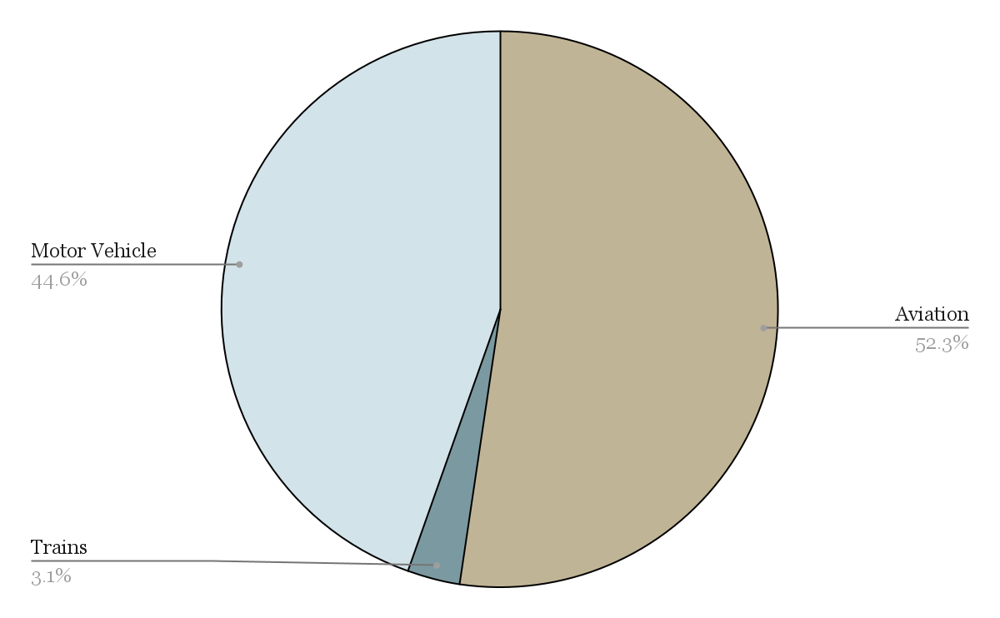 Motor Vehicle
44.6%
Aviation
52.3%
Trains
3.1%